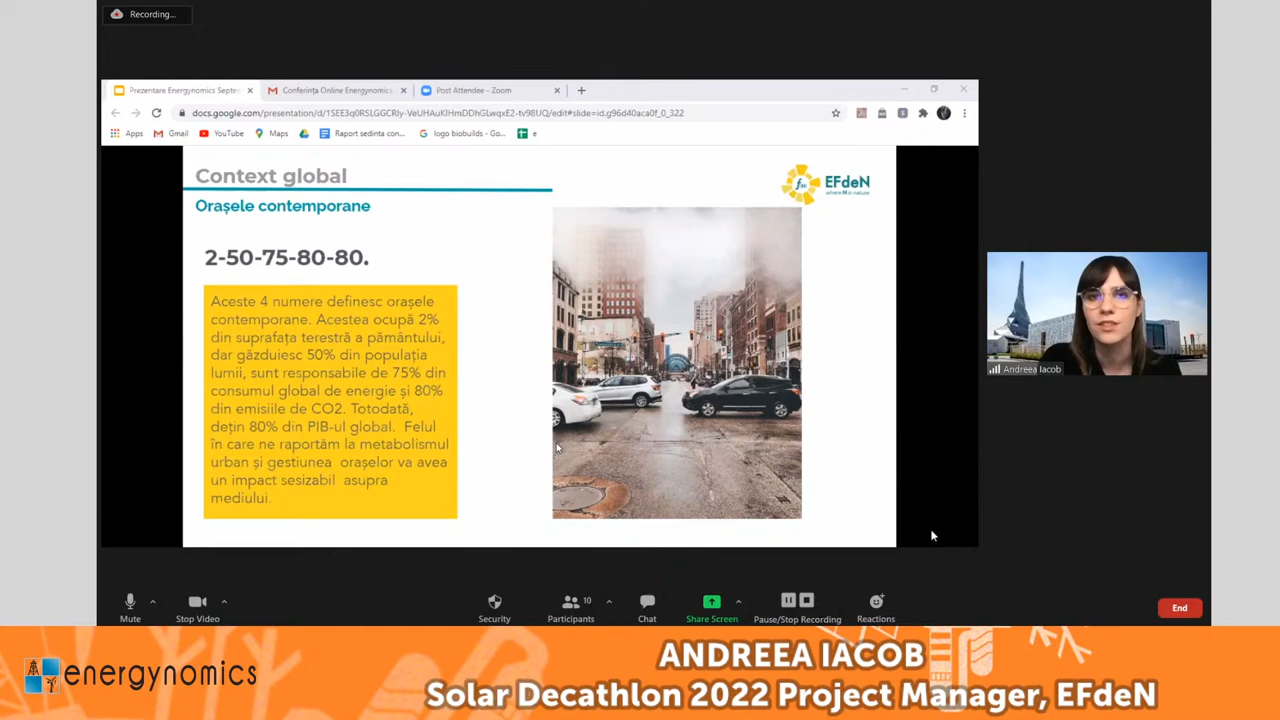 Recording...
Prezentare Energynomics Septe
Conferința Online Energynomics
Post Attendee - Zoom
docs.google.com/presentation/d/1SEE3q0RSLGGCRIy-VeUHAuKIHmDDhGLwqxE2-tv98UQ/edit#slide=id.g96d40aca0f_0_322
Apps
Gmail
YouTube
Maps
Raport sedinta con...
logo biobuilds - Go...
e
Context global
EFdeN
Orașele contemporane
2-50-75-80-80.
Aceste 4 numere definesc orașele
contemporane. Acestea ocupă 2%
din suprafața terestră a pământului,
dar găzduiesc 50% din populația
lumii, sunt responsabile de 75% din
consumul global de energie și 80%
din emisiile de CO2. Totodată,
dețin 80% din PIB-ul global. Felul
în care ne raportăm la metabolismul
urban și gestiunea orașelor va avea
un impact sesizabil asupra
mediului.
Andreea Iacob
Mute
Stop Video
Security
10
Participants
Chat
Share Screen
Pause/Stop Recording
Reactions
End
energynomics
ANDREEA IACOB
Solar Decathlon 2022 Project Manager, EFdeN